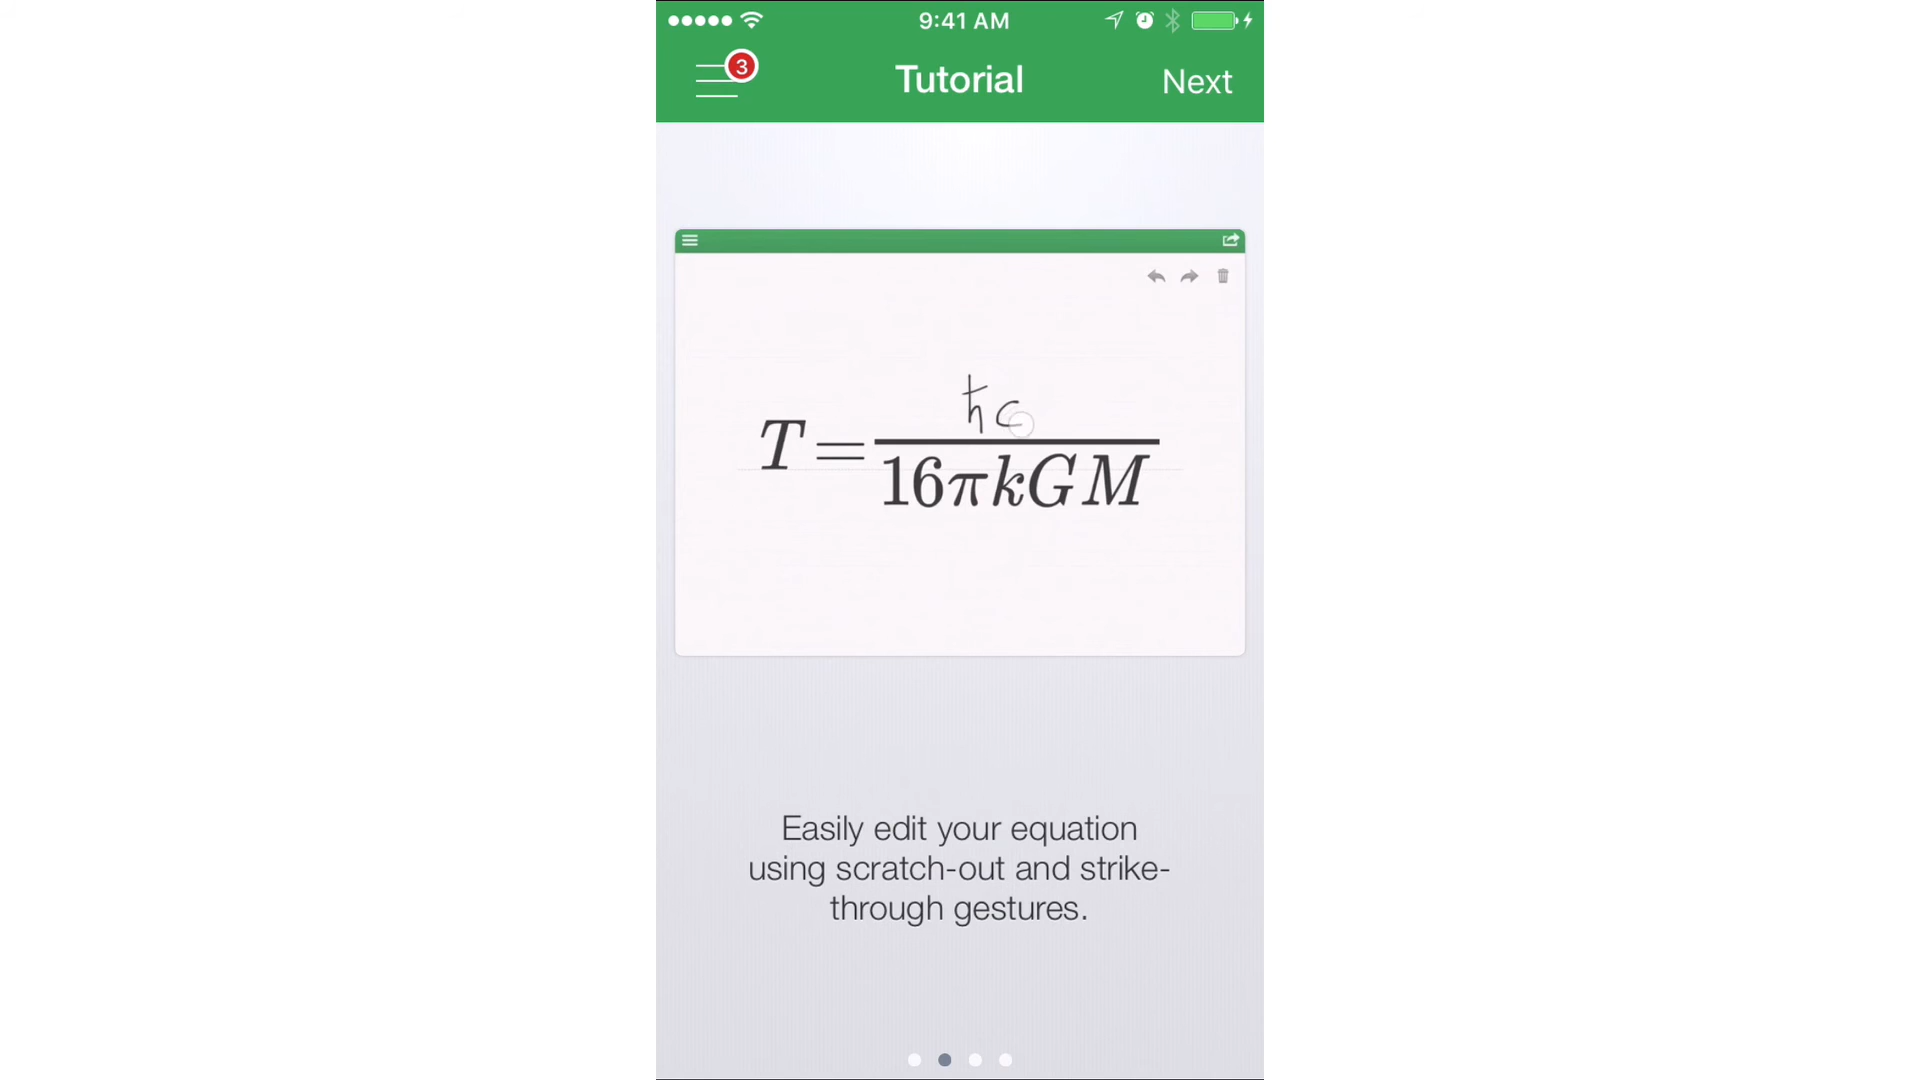 9:41 AM
3
Tutorial
Next
ħc
T=
16πkGM
Easily edit your equation
using scratch-out and strike-
through gestures.